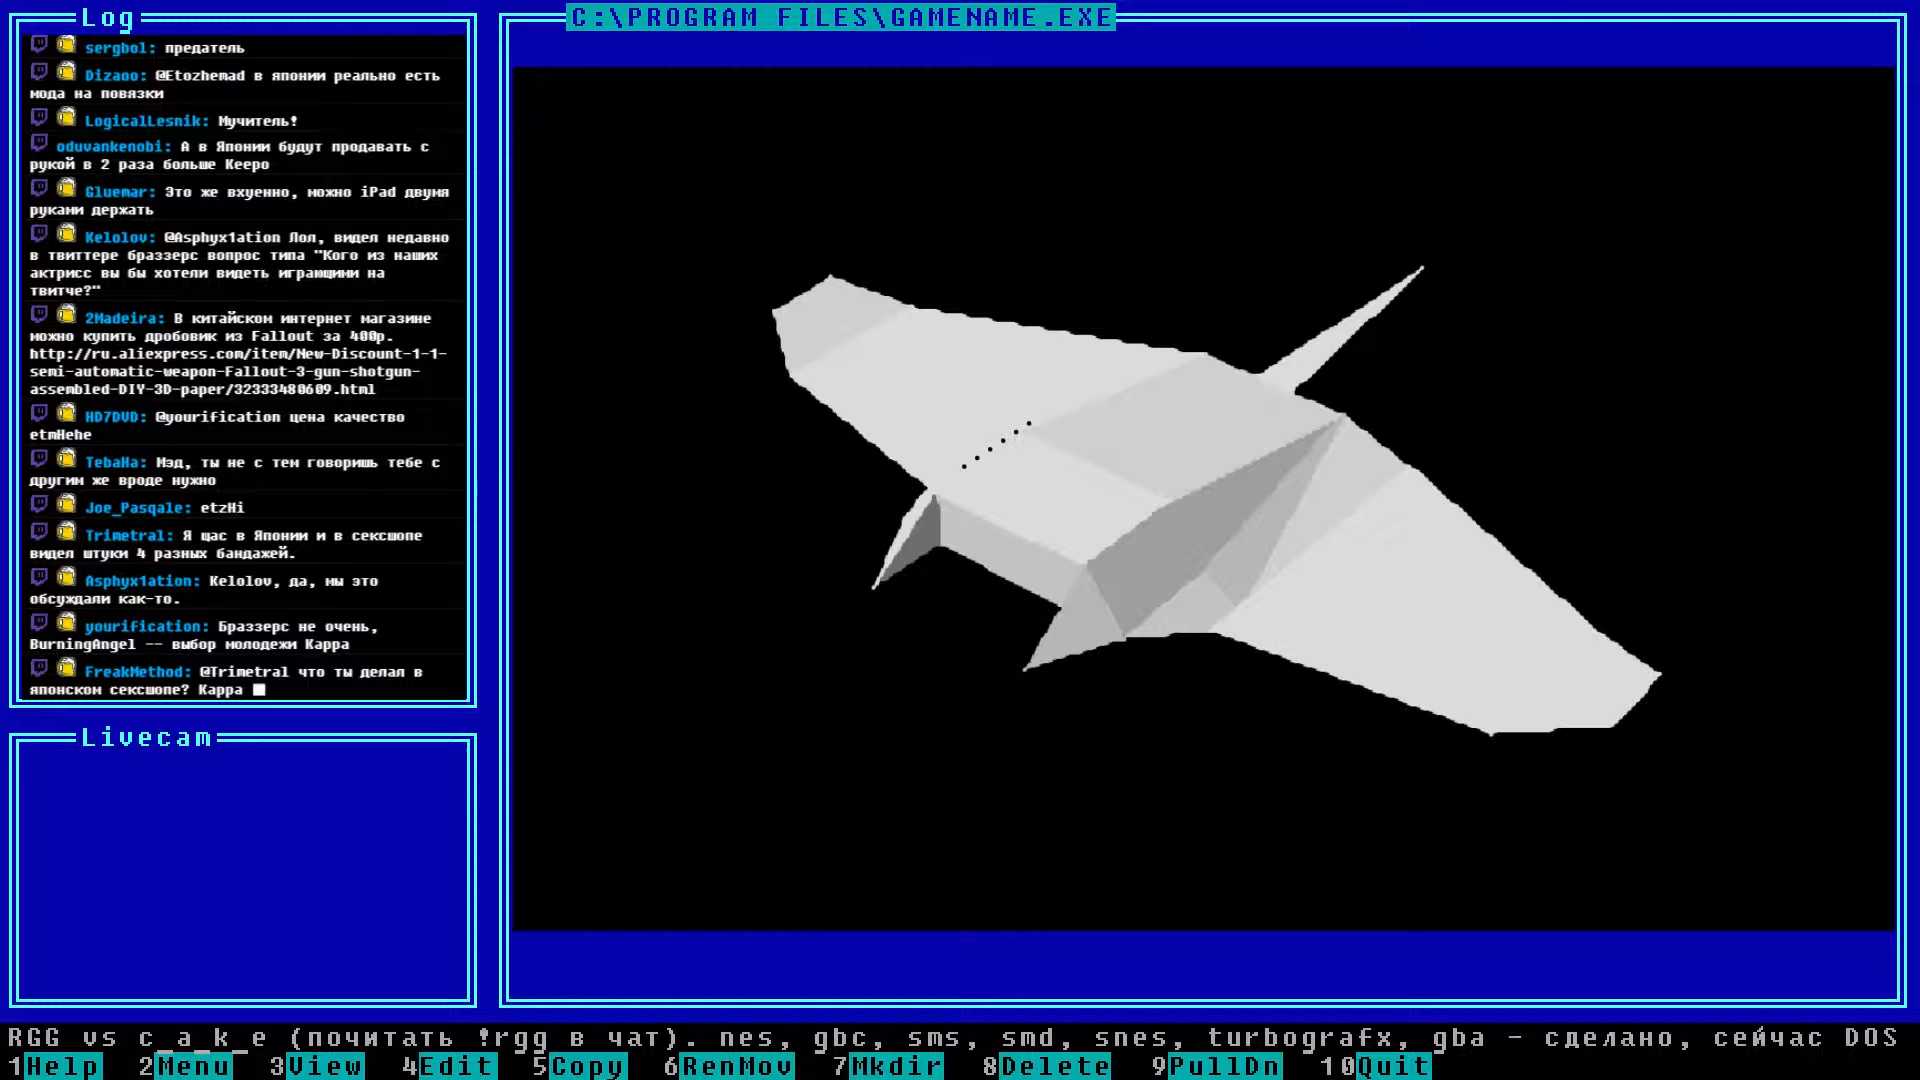 Log
C:\PROGRAM FILES\GAMENAME.EXE
sergbol: предатель
Dizaoo: @Etozhemad в японии реально есть
мода на повязки
LogicalLesnik: Мучитель!
oduvankenobi: А в Японии будут продавать с
рукой в 2 раза больше Keepo
Gluemar: Это же вхуенно, можно iPad двумя
руками держать
Kelolov: @Asphyx1ation Лол, видел недавно
в твиттере браззерс вопрос типа "Кого из наших
актрисс вы бы хотели видеть играющими на
твитче?"
2Madeira: В китайском интернет магазине
можно купить дробовик из Fallout за 400р.
http://ru.aliexpress.com/item/New-Discount-1-1-
semi-automatic-weapon-Fallout-3-gun-shotgun-
assembled-DIY-3D-paper/32333480609.html
HD7DVD: @yourification цена качество
etmHehe
TebaHa: Мэд, ты не с тем говоришь тебе с
другим же вроде нужно
Joe_Pasqale: etzHi
Trimetral: Я щас в Японии и в сексшопе
видел штуки 4 разных бандажей.
Asphyx1ation: Kelolov, да, мы это
обсуждали как-то.
yourification: Браззерс не очень,
BurningAngel -- выбор молодежи Kappa
FreakMethod: @Trimetral что ты делал в
японском сексшопе? Kappa
Livecam
RGG vs c_a_k_e (почитать !rgg в чат). nes, gbc, sms, smd, snes, turbografx, gba - сделано, сейчас DOS
1Help 2Menu 3View 4Edit 5Copy 6RenMov 7Mkdir 8Delete 9PullDn 10Quit